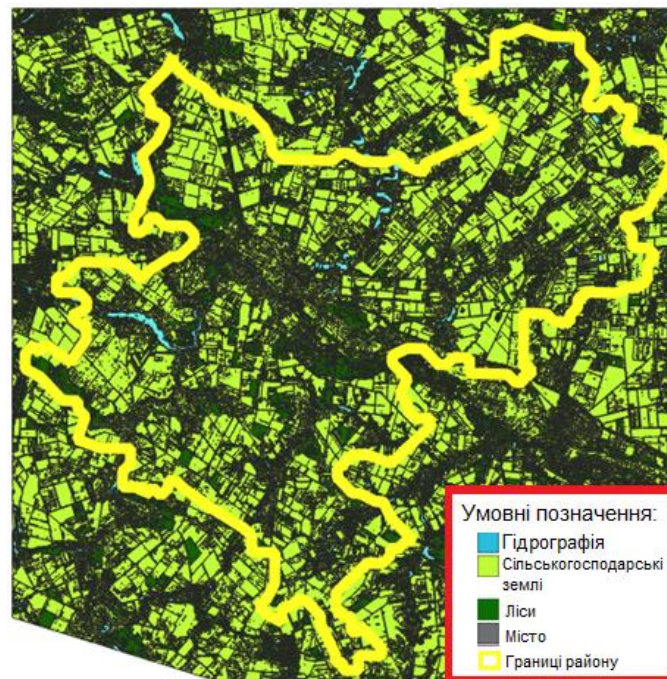 Умовні позначення:
Гідрографія
Сільськогосподарські
землі
Ліси
Місто
Границі району